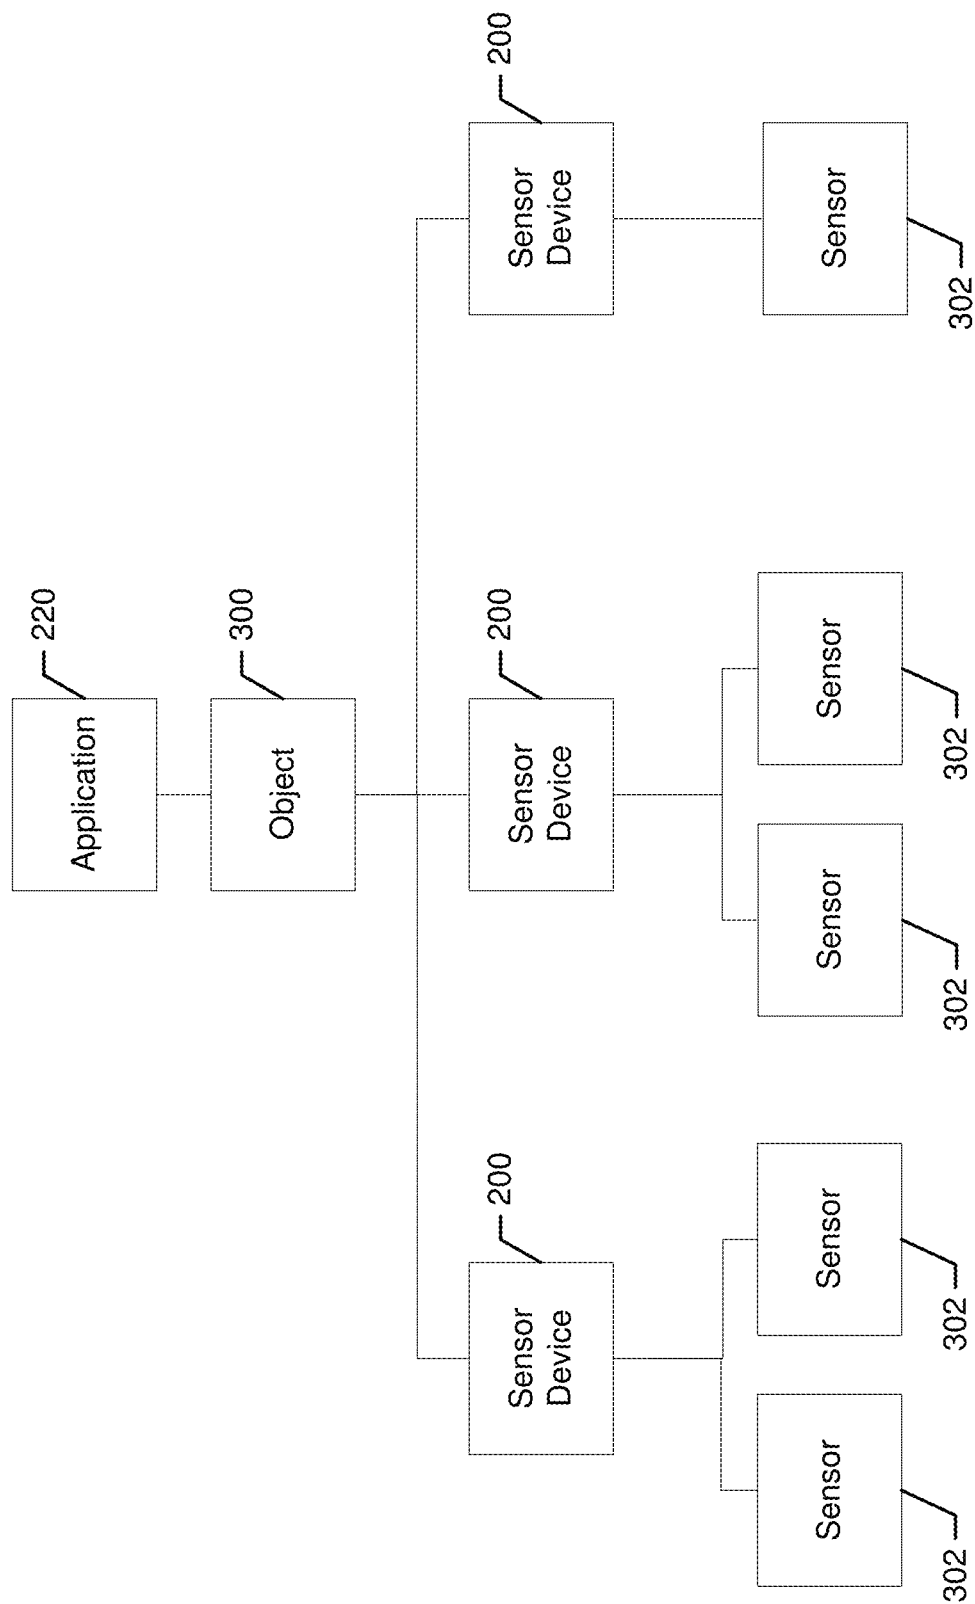 220
Application
300
Object
200
Sensor
Device
200
Sensor
Device
200
Sensor
Device
Sensor
302
Sensor
302
Sensor
302
Sensor
302
Sensor
302